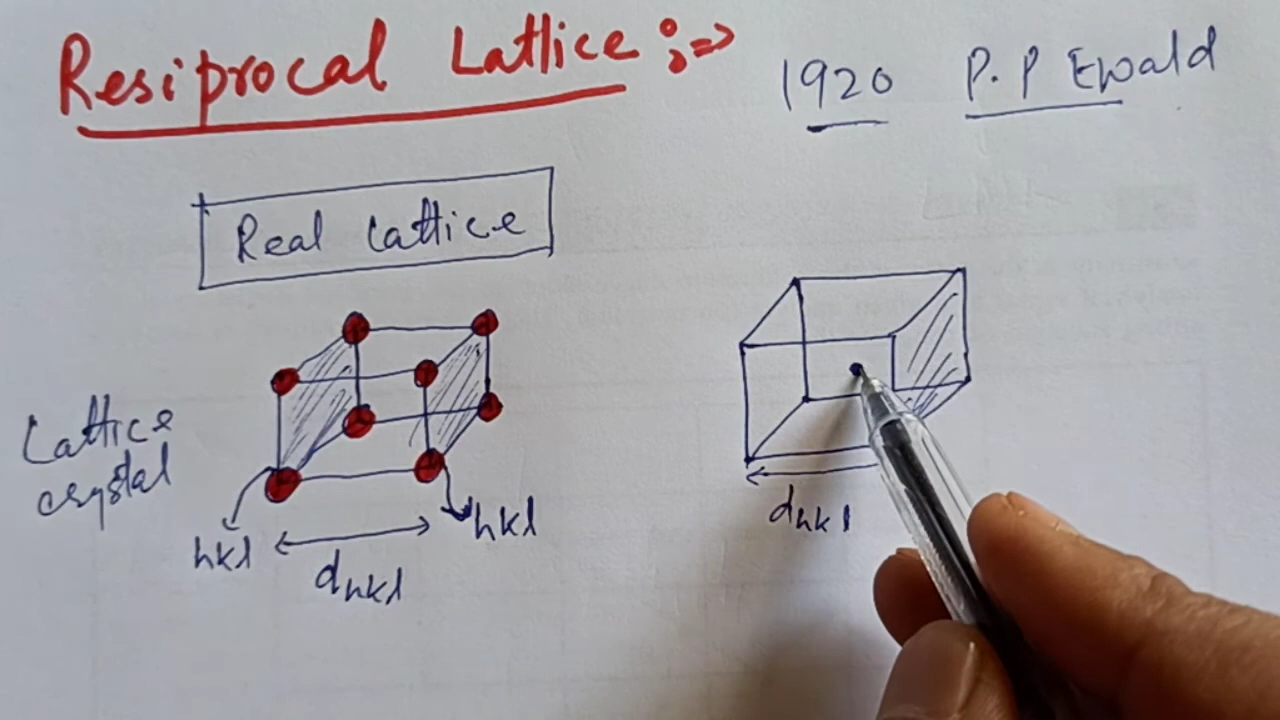 Resiprocal Lattice :⇒
1920 P.P Ewald
Real Lattice
Lattice
crystal
hkl
hkl
dhkl
dhkl